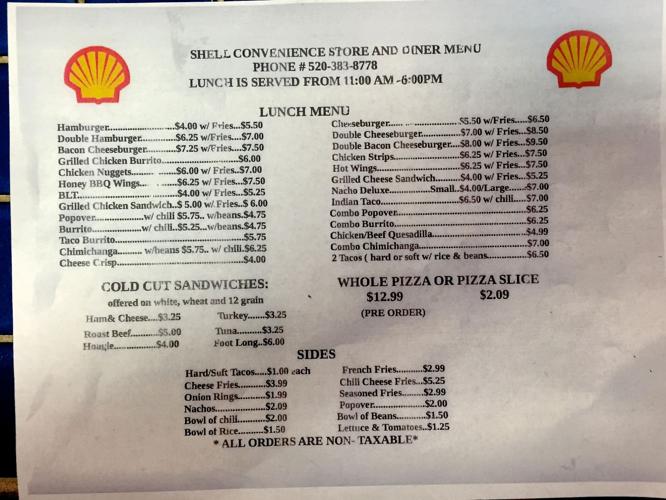 SHELL CONVENIENCE STORE AND DINER MENU
PHONE # 520-383-8778
LUNCH IS SERVED FROM 11:00 AM -6:00PM
LUNCH MENU
Hamburger..................$4.00 w/ Fries...$5.50
Double Hamburger..........$6.25 w/Fries...$7.00
Bacon Cheeseburger.......$7.25 w/Fries...$7.50
Grilled Chicken Burrito......................$6.00
Chicken Nuggets..............$6.00 w/ Fries..$7.00
Honey BBQ Wings............$6.25 w/ Fries..$7.50
BLT..............................$4.00 w/ Fries...$5.25
Grilled Chicken Sandwich..$ 5.00 w/ Fries..$ 6.00
Popover...............w/ chili $5.75.. w/beans.$4.75
Burrito.................w/ chili..$5.25...w/beans.$4.75
Taco Burrito......................................$5.75
Chimichanga.........w/beans $5.75.. w/ chili.$6.25
Cheese Crisp......................................$4.00
Cheeseburger..................$5.50 w/Fries....$6.50
Double Cheeseburger.............$7.00 w/ Fries...$8.50
Double Bacon Cheeseburger...$8.00 w/ Fries...$9.50
Chicken Strips.....................$6.25 w/ Fries...$7.50
Hot Wings..........................$6.25 w/ Fries...$7.50
Grilled Cheese Sandwich.........$4.00 w/ Fries...$5.25
Nacho Deluxe...............Small..$4.00/Large......$7.00
Indian Taco........................$6.50 w/ chili.....$7.00
Combo Popover.....................................$6.25
Combo Burrito......................................$6.25
Chicken/Beef Quesadilla...........................$4.99
Combo Chimichanga................................$7.00
2 Tacos ( hard or soft w/ rice & beans..............$6.50
COLD CUT SANDWICHES:
offered on white, wheat and 12 grain
Ham& Cheese....$3.25
Turkey.......$3.25
Roast Beef..........$5.00
Tuna..........$3.25
Hoagie................$4.00
Foot Long..$6.00
WHOLE PIZZA OR PIZZA SLICE
$12.99 $2.09
(PRE ORDER)
SIDES
Hard/Soft Tacos.....$1.00 each
Cheese Fries..........$3.99
Onion Rings...........$1.99
Nachos.................$2.09
Bowl of chili..........$2.00
Bowl of Rice..........$1.50
French Fries.........$2.99
Chili Cheese Fries...$5.25
Seasoned Fries.......$2.99
Popover...............$2.00
Bowl of Beans........$1.50
Lettuce & Tomatoes..$1.25
* ALL ORDERS ARE NON- TAXABLE*